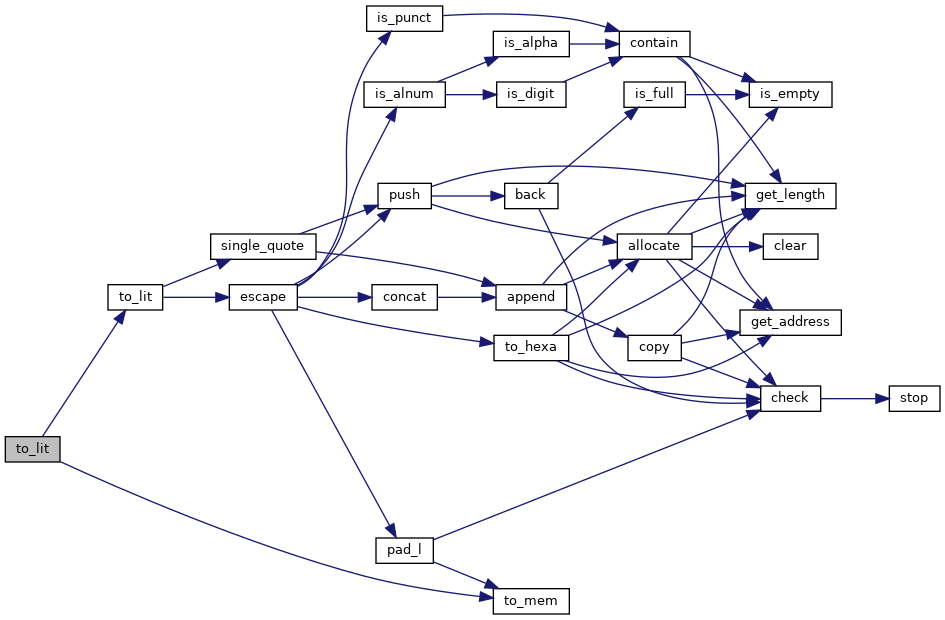 is_punct
is_alpha
contain
is_alnum
is_digit
is_full
is_empty
push
back
get_length
single_quote
allocate
clear
to_lit
escape
concat
append
get_address
to_hexa
copy
check
stop
to_lit
pad_l
to_mem